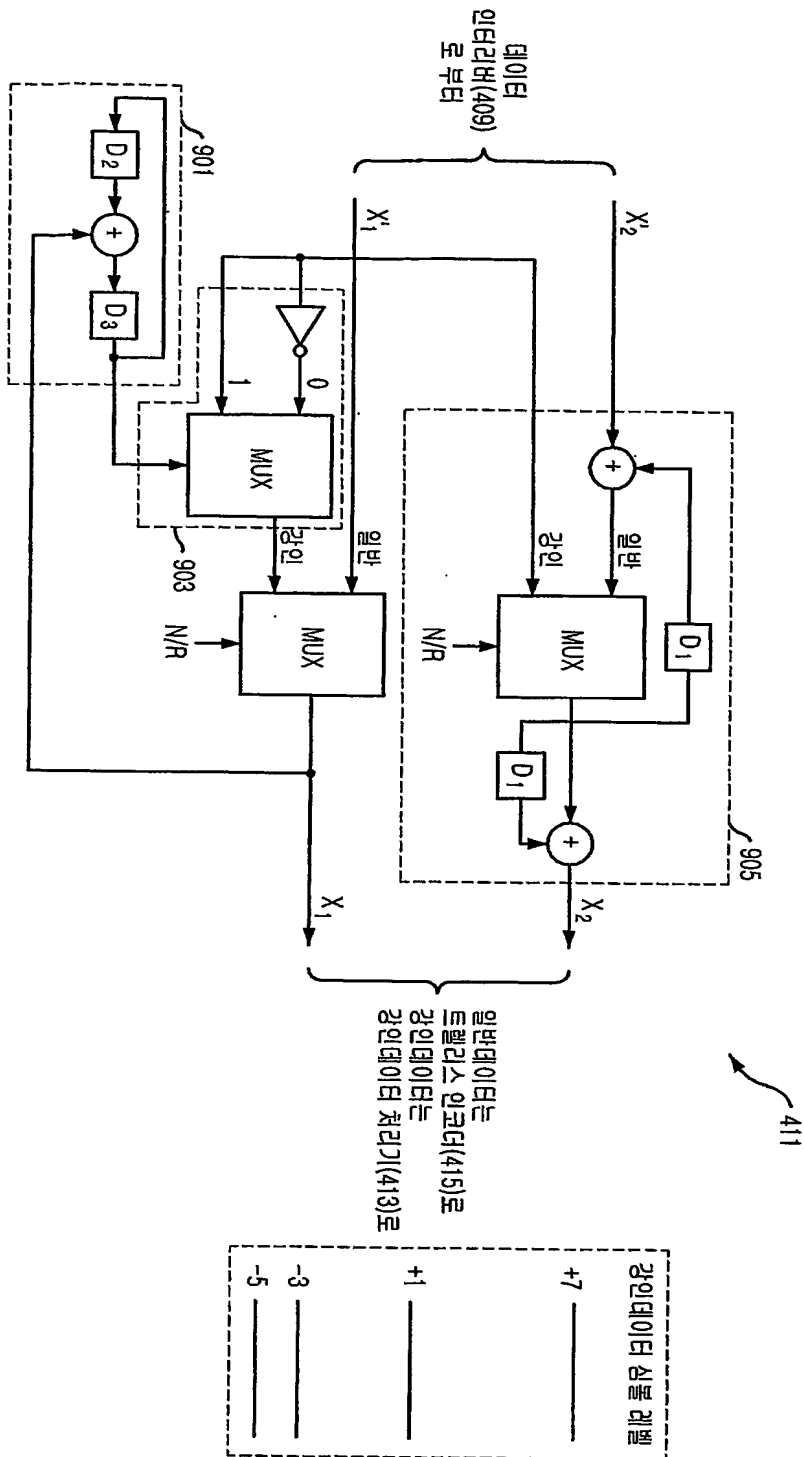 411
데이터
인터리버(409)
로 부터
X'₂
X'₁
905
D₁
+
일반
강인
MUX
N/R
D₁
+
X₂
일반
강인
MUX
N/R
X₁
0
1
MUX
903
901
D₂
+
D₃
일반데이터는
트렐리스 인코더(415)로
강인데이터는
강인데이터 처리기(413)로
강인데이터 심볼 레벨
+7
+1
-3
-5